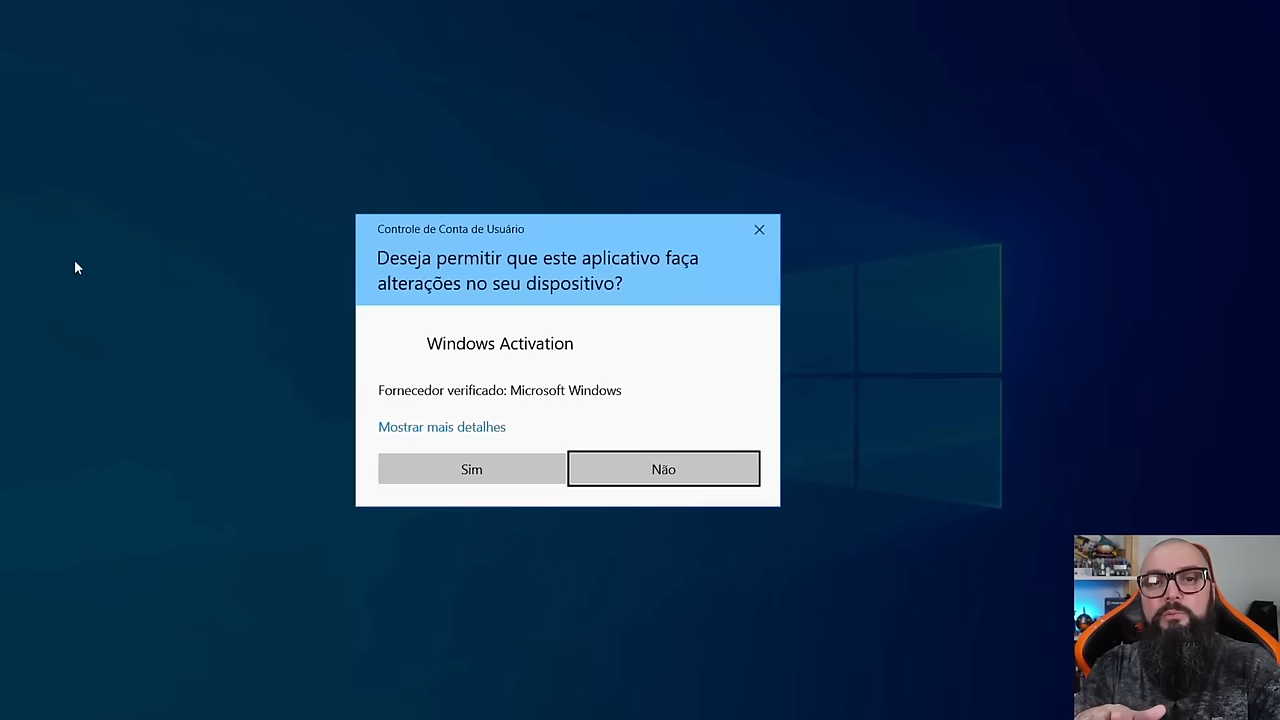 Controle de Conta de Usuário
Deseja permitir que este aplicativo faça
alterações no seu dispositivo?
Windows Activation
Fornecedor verificado: Microsoft Windows
Mostrar mais detalhes
Sim
Não